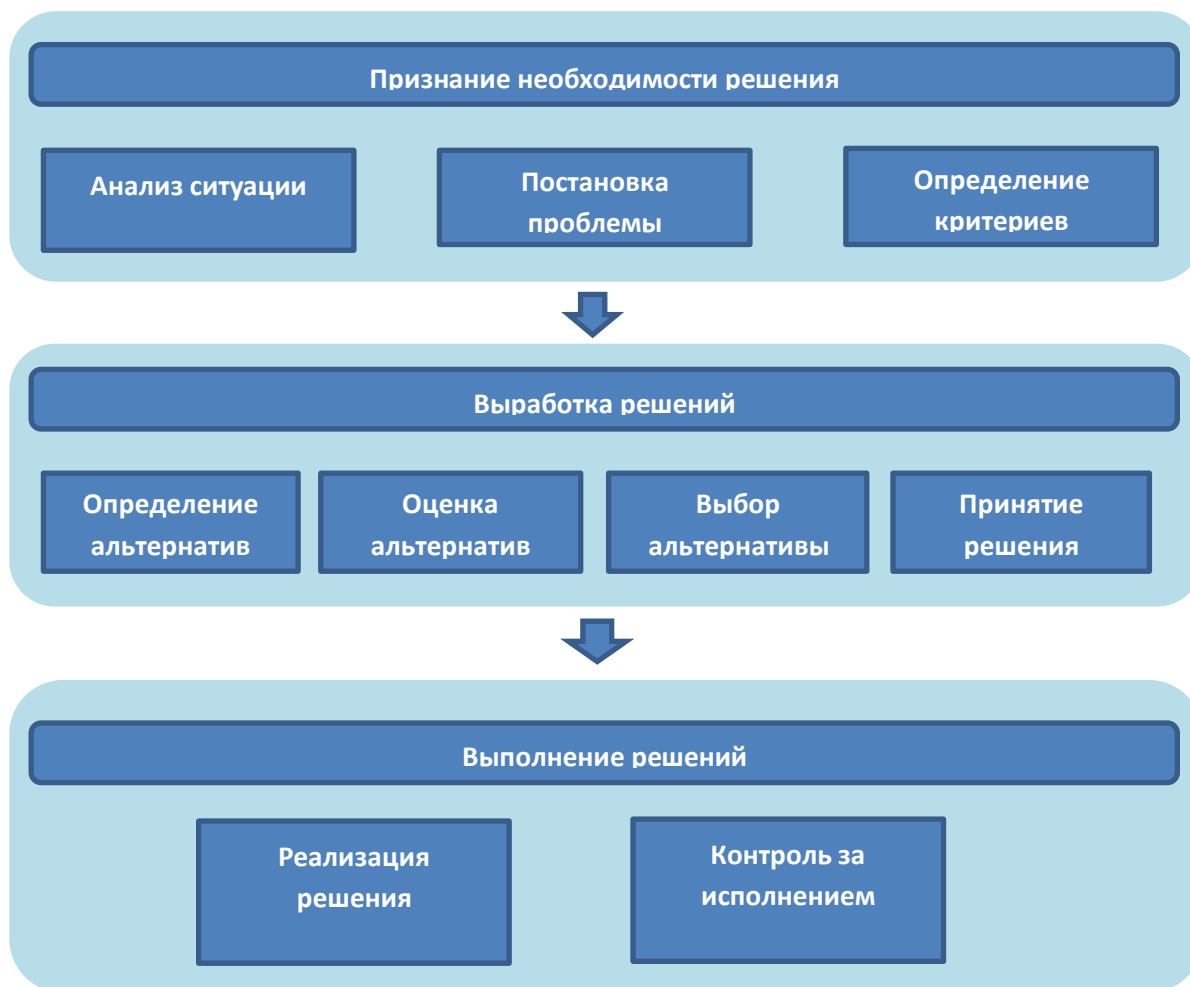 Признание необходимости решения
Анализ ситуации
Постановка
проблемы
Определение
критериев
Выработка решений
Определение
альтернатив
Оценка
альтернатив
Выбор
альтернативы
Принятие
решения
Выполнение решений
Реализация
решения
Контроль за
исполнением